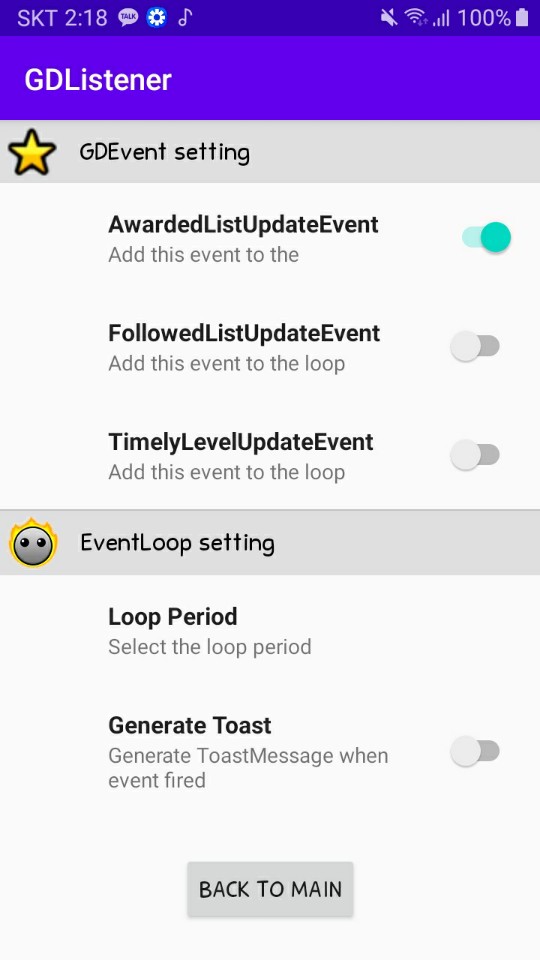 SKT 2:18 TALK 100%
GDListener
GDEvent setting
AwardedListUpdateEvent
Add this event to the
FollowedListUpdateEvent
Add this event to the loop
TimelyLevelUpdateEvent
Add this event to the loop
EventLoop setting
Loop Period
Select the loop period
Generate Toast
Generate ToastMessage when
event fired
BACK TO MAIN